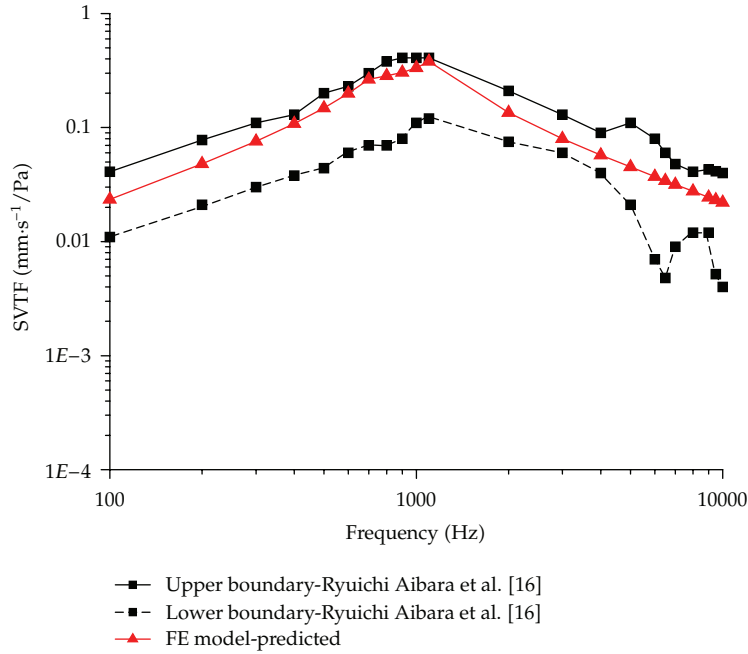 1
0.1
0.01
1E−3
1E−4
SVTF (mm·s⁻¹/Pa)
100
1000
10000
Frequency (Hz)
Upper boundary-Ryuichi Aibara et al. [16]
Lower boundary-Ryuichi Aibara et al. [16]
FE model-predicted